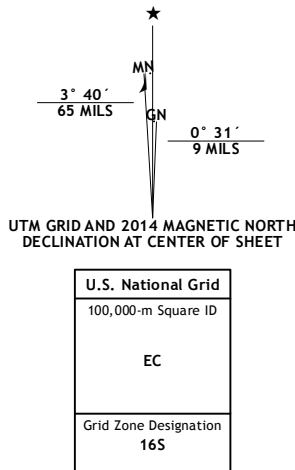 ★
MN
3° 40´
65 MILS
GN
0° 31´
9 MILS
UTM GRID AND 2014 MAGNETIC NORTH
DECLINATION AT CENTER OF SHEET
U.S. National Grid
100,000-m Square ID
EC
Grid Zone Designation
16S